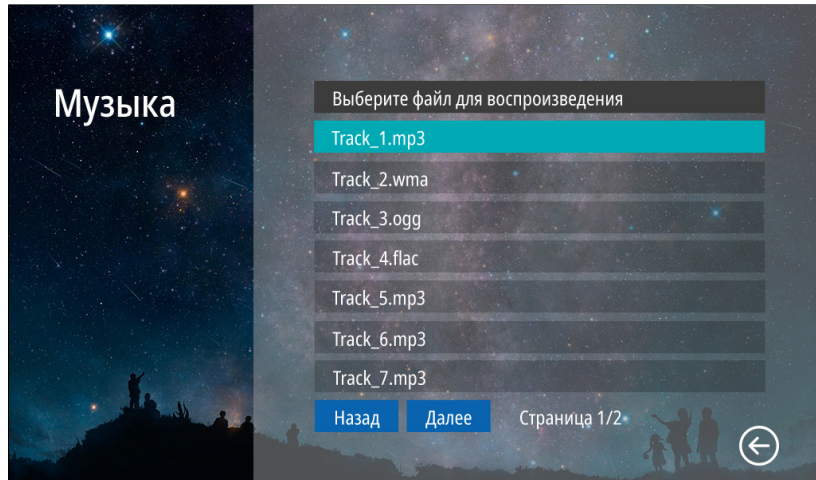 Музыка
Выберите файл для воспроизведения
Track_1.mp3
Track_2.wma
Track_3.ogg
Track_4.flac
Track_5.mp3
Track_6.mp3
Track_7.mp3
Назад Далее Страница 1/2